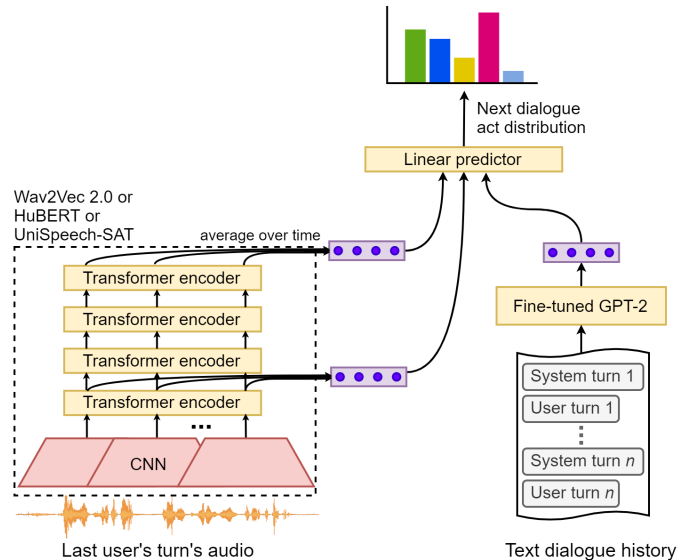 Next dialogue
act distribution
Linear predictor
Wav2Vec 2.0 or
HuBERT or
UniSpeech-SAT
average over time
Transformer encoder
Transformer encoder
Transformer encoder
Transformer encoder
...
CNN
Last user's turn's audio
Fine-tuned GPT-2
System turn 1
User turn 1
System turn n
User turn n
Text dialogue history